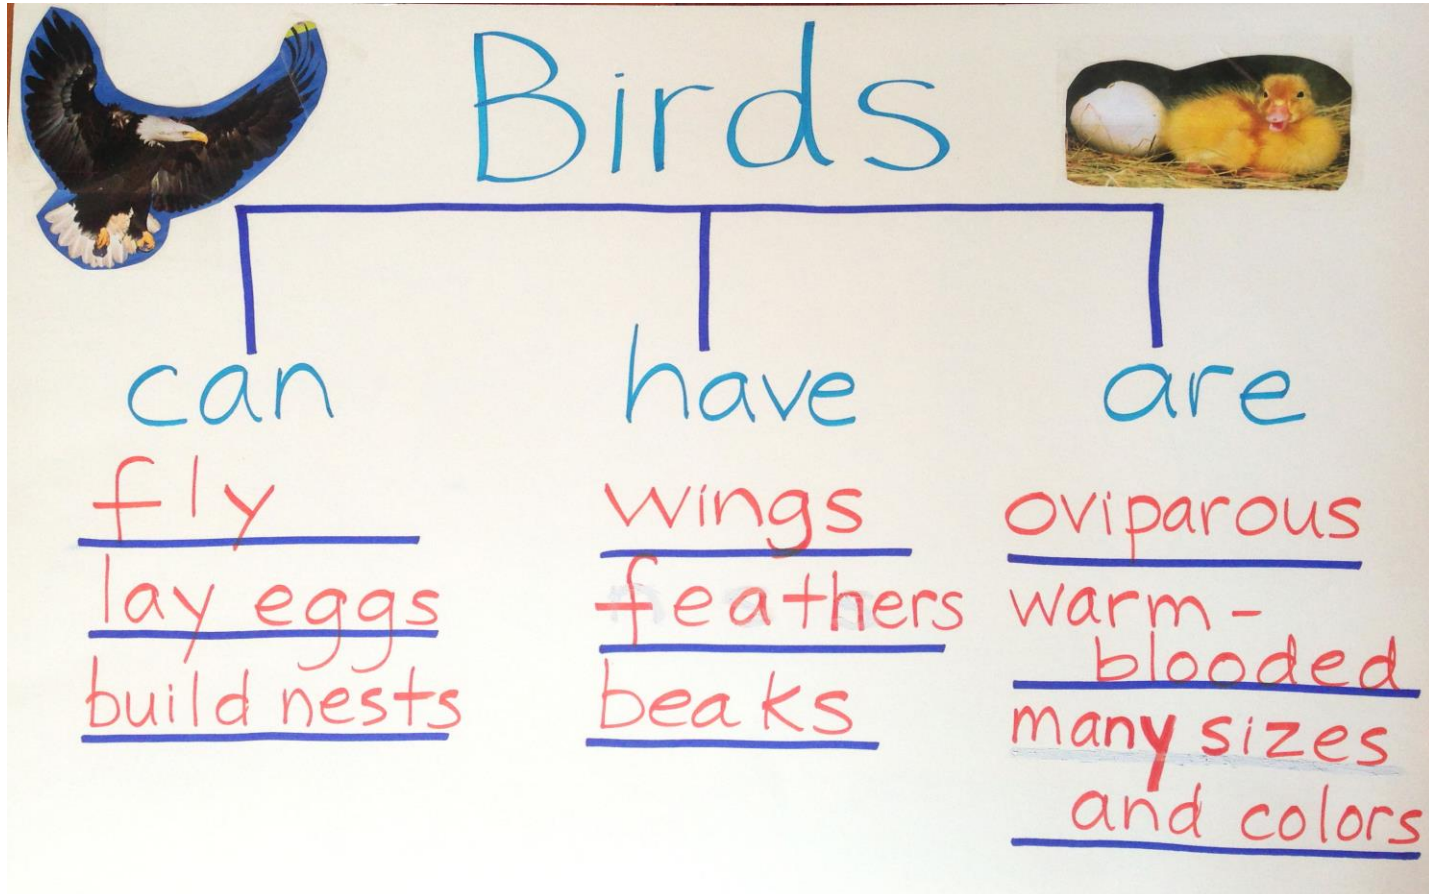 Birds
can
fly
lay eggs
build nests
have
wings
feathers
beaks
are
oviparous
warm-
blooded
many sizes
and colors